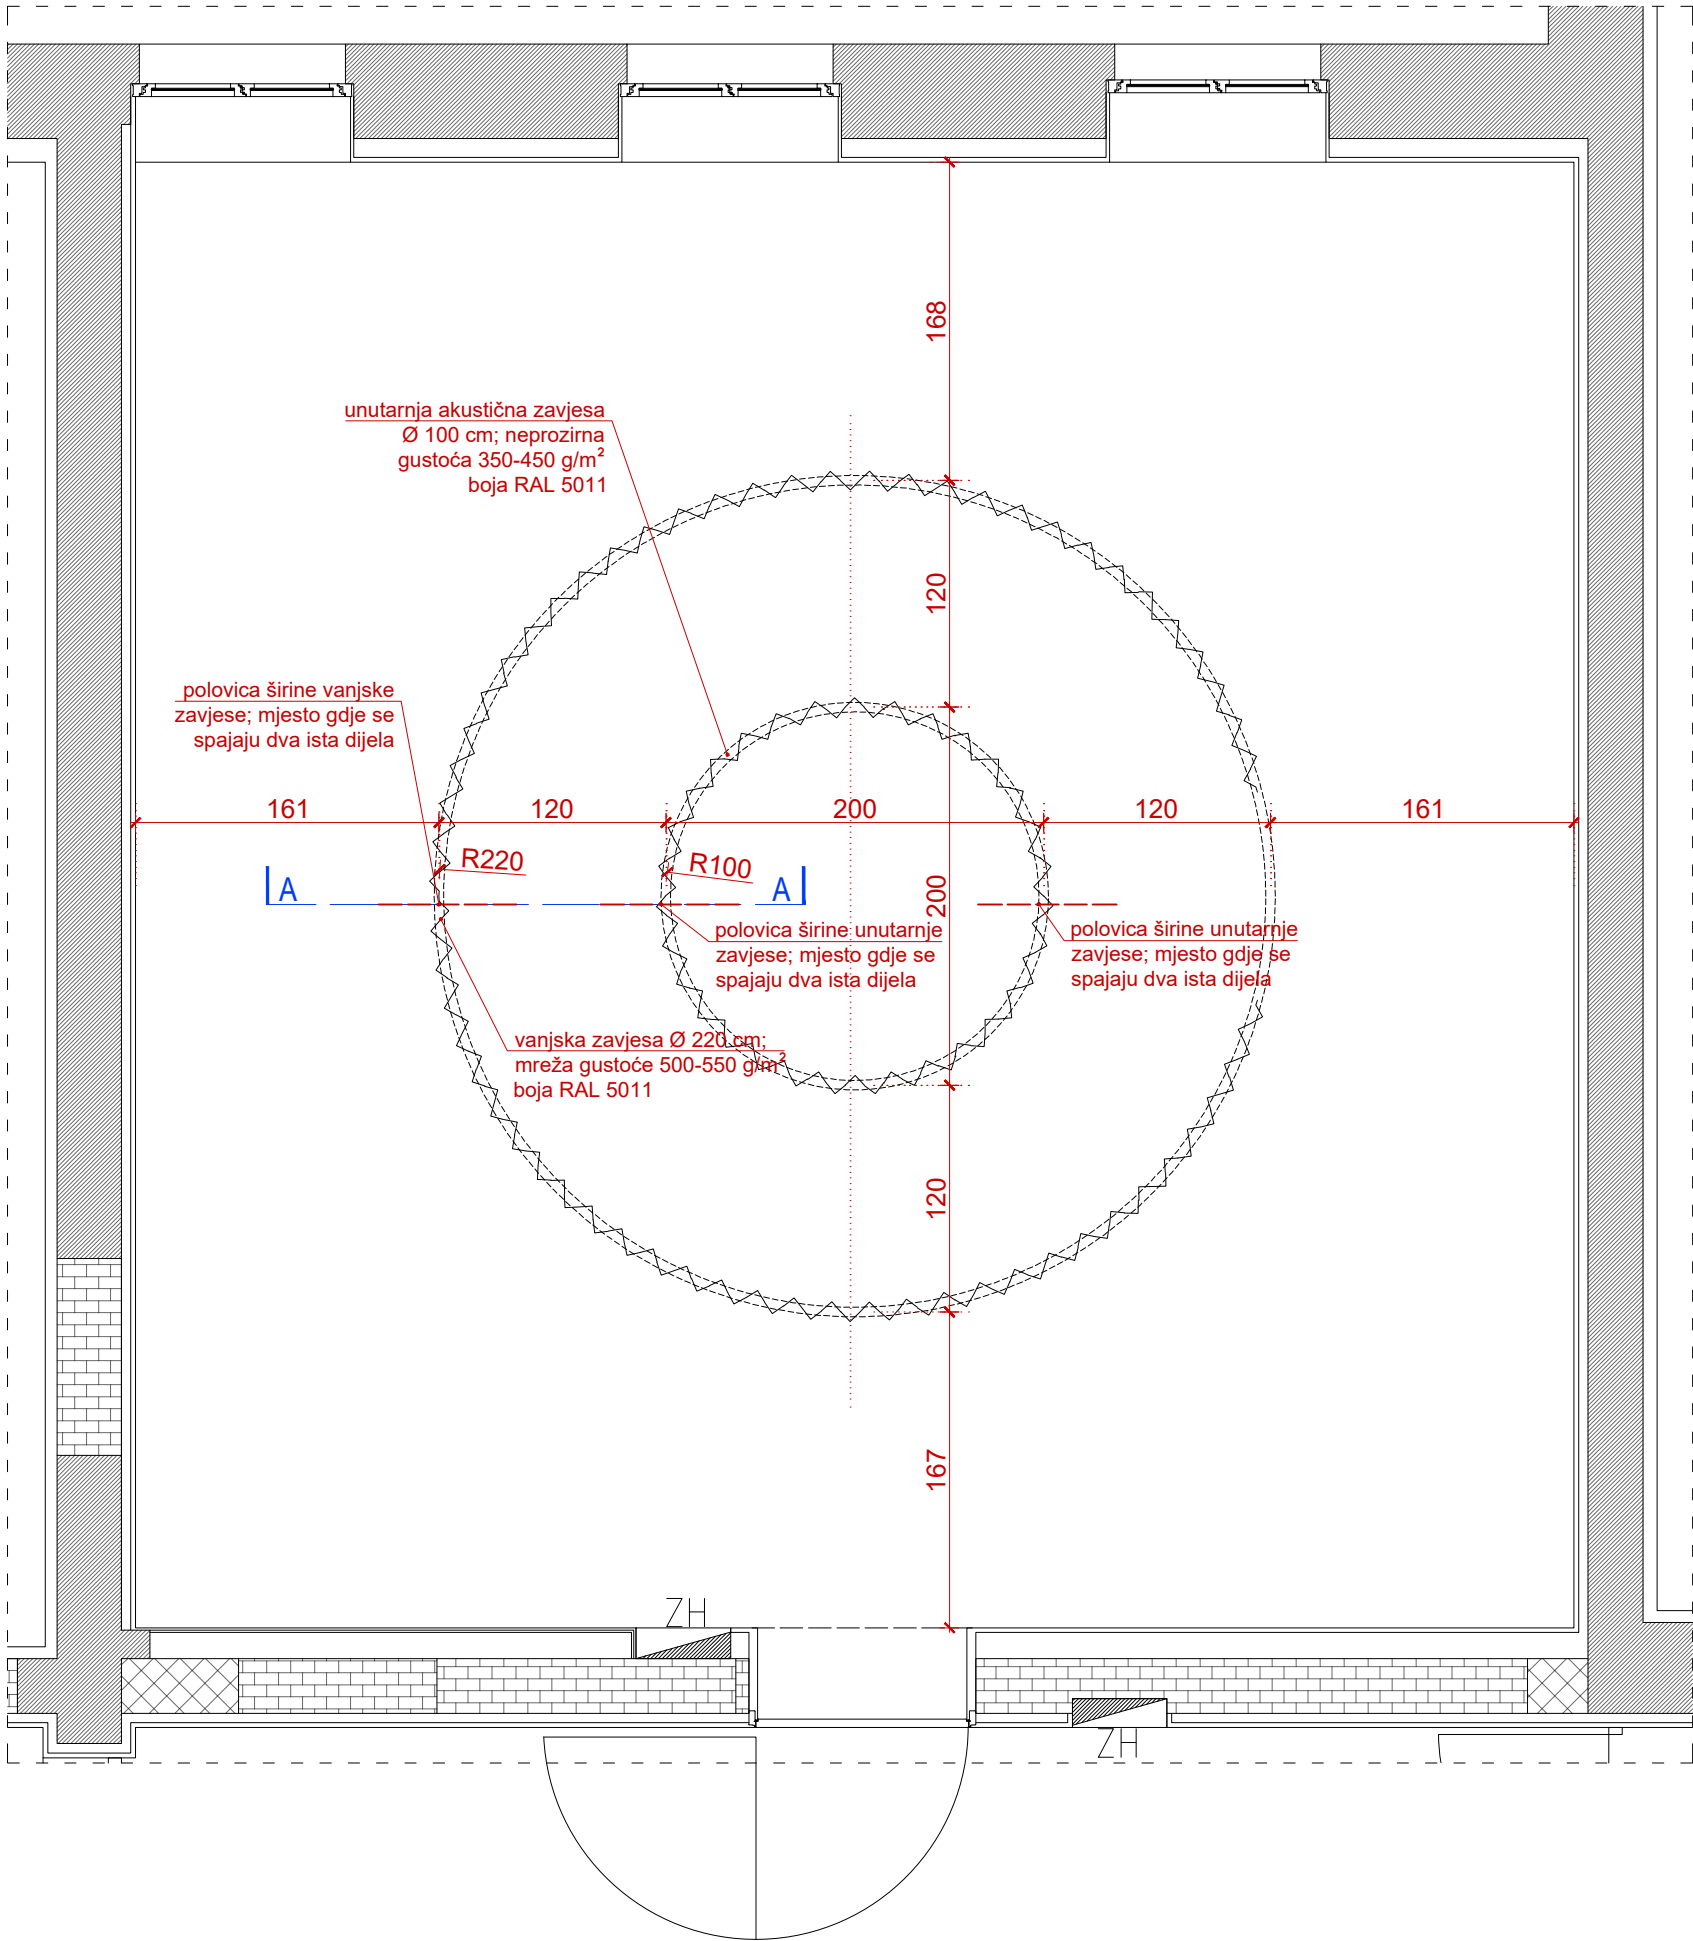 168
unutarnja akustična zavjesa
Ø 100 cm; neprozirna
gustoća 350-450 g/m²
boja RAL 5011
120
polovica širine vanjske
zavjese; mjesto gdje se
spajaju dva ista dijela
161
120
200
120
161
R220
R100
A
A
200
polovica širine unutarnje
zavjese; mjesto gdje se
spajaju dva ista dijela
polovica širine unutarnje
zavjese; mjesto gdje se
spajaju dva ista dijela
vanjska zavjesa Ø 220 cm;
mreža gustoće 500-550 g/m²
boja RAL 5011
120
167
ZH
ZH